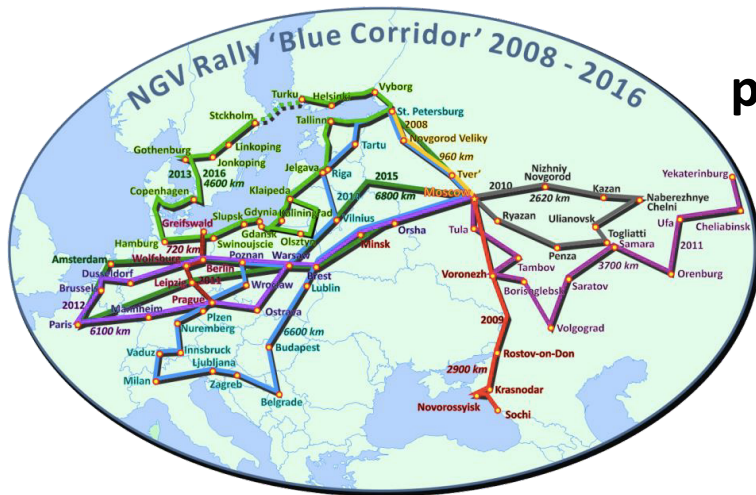 NGV Rally 'Blue Corridor' 2008 - 2016
p
Vyborg
Turku
Helsinki
St. Petersburg
Stckholm
Tallinn
2008
Novgorod Veliky
Linkoping
Tartu
960 km
Gothenburg
Jonkoping
Nizhniy
Novgorod
Yekaterinburg
2013
2016
4600 km
Jelgava
Riga
2015
6800 km
Tver'
Moscow
2010
2620 km
Kazan
Naberezhnye
Chelni
Copenhagen
Klaipeda
Cheliabinsk
Greifswald
Slupsk
Gdynia
Kaliningrad
Vilnius
Ryazan
Ulianovsk
Ufa
Gdansk
Orsha
Tula
Togliatti
Samara
2011
Hamburg
720 km
Swinoujscie
Olsztyn
Minsk
Penza
Amsterdam
Wolfsburg
Poznan
Warsaw
Tambov
3700 km
Dusseldorf
Berlin
Brest
Voronezh
Saratov
Orenburg
Brussels
Leipzig
2011
Wroclaw
Lublin
Borisoglebsk
2012
Prague
Mannheim
Plzen
Ostrava
2009
Volgograd
Paris
6100 km
Nuremberg
6600 km
Vaduz
Innsbruck
Budapest
Rostov-on-Don
Ljubljana
2900 km
Milan
Zagreb
Krasnodar
Belgrade
Novorossyisk
Sochi